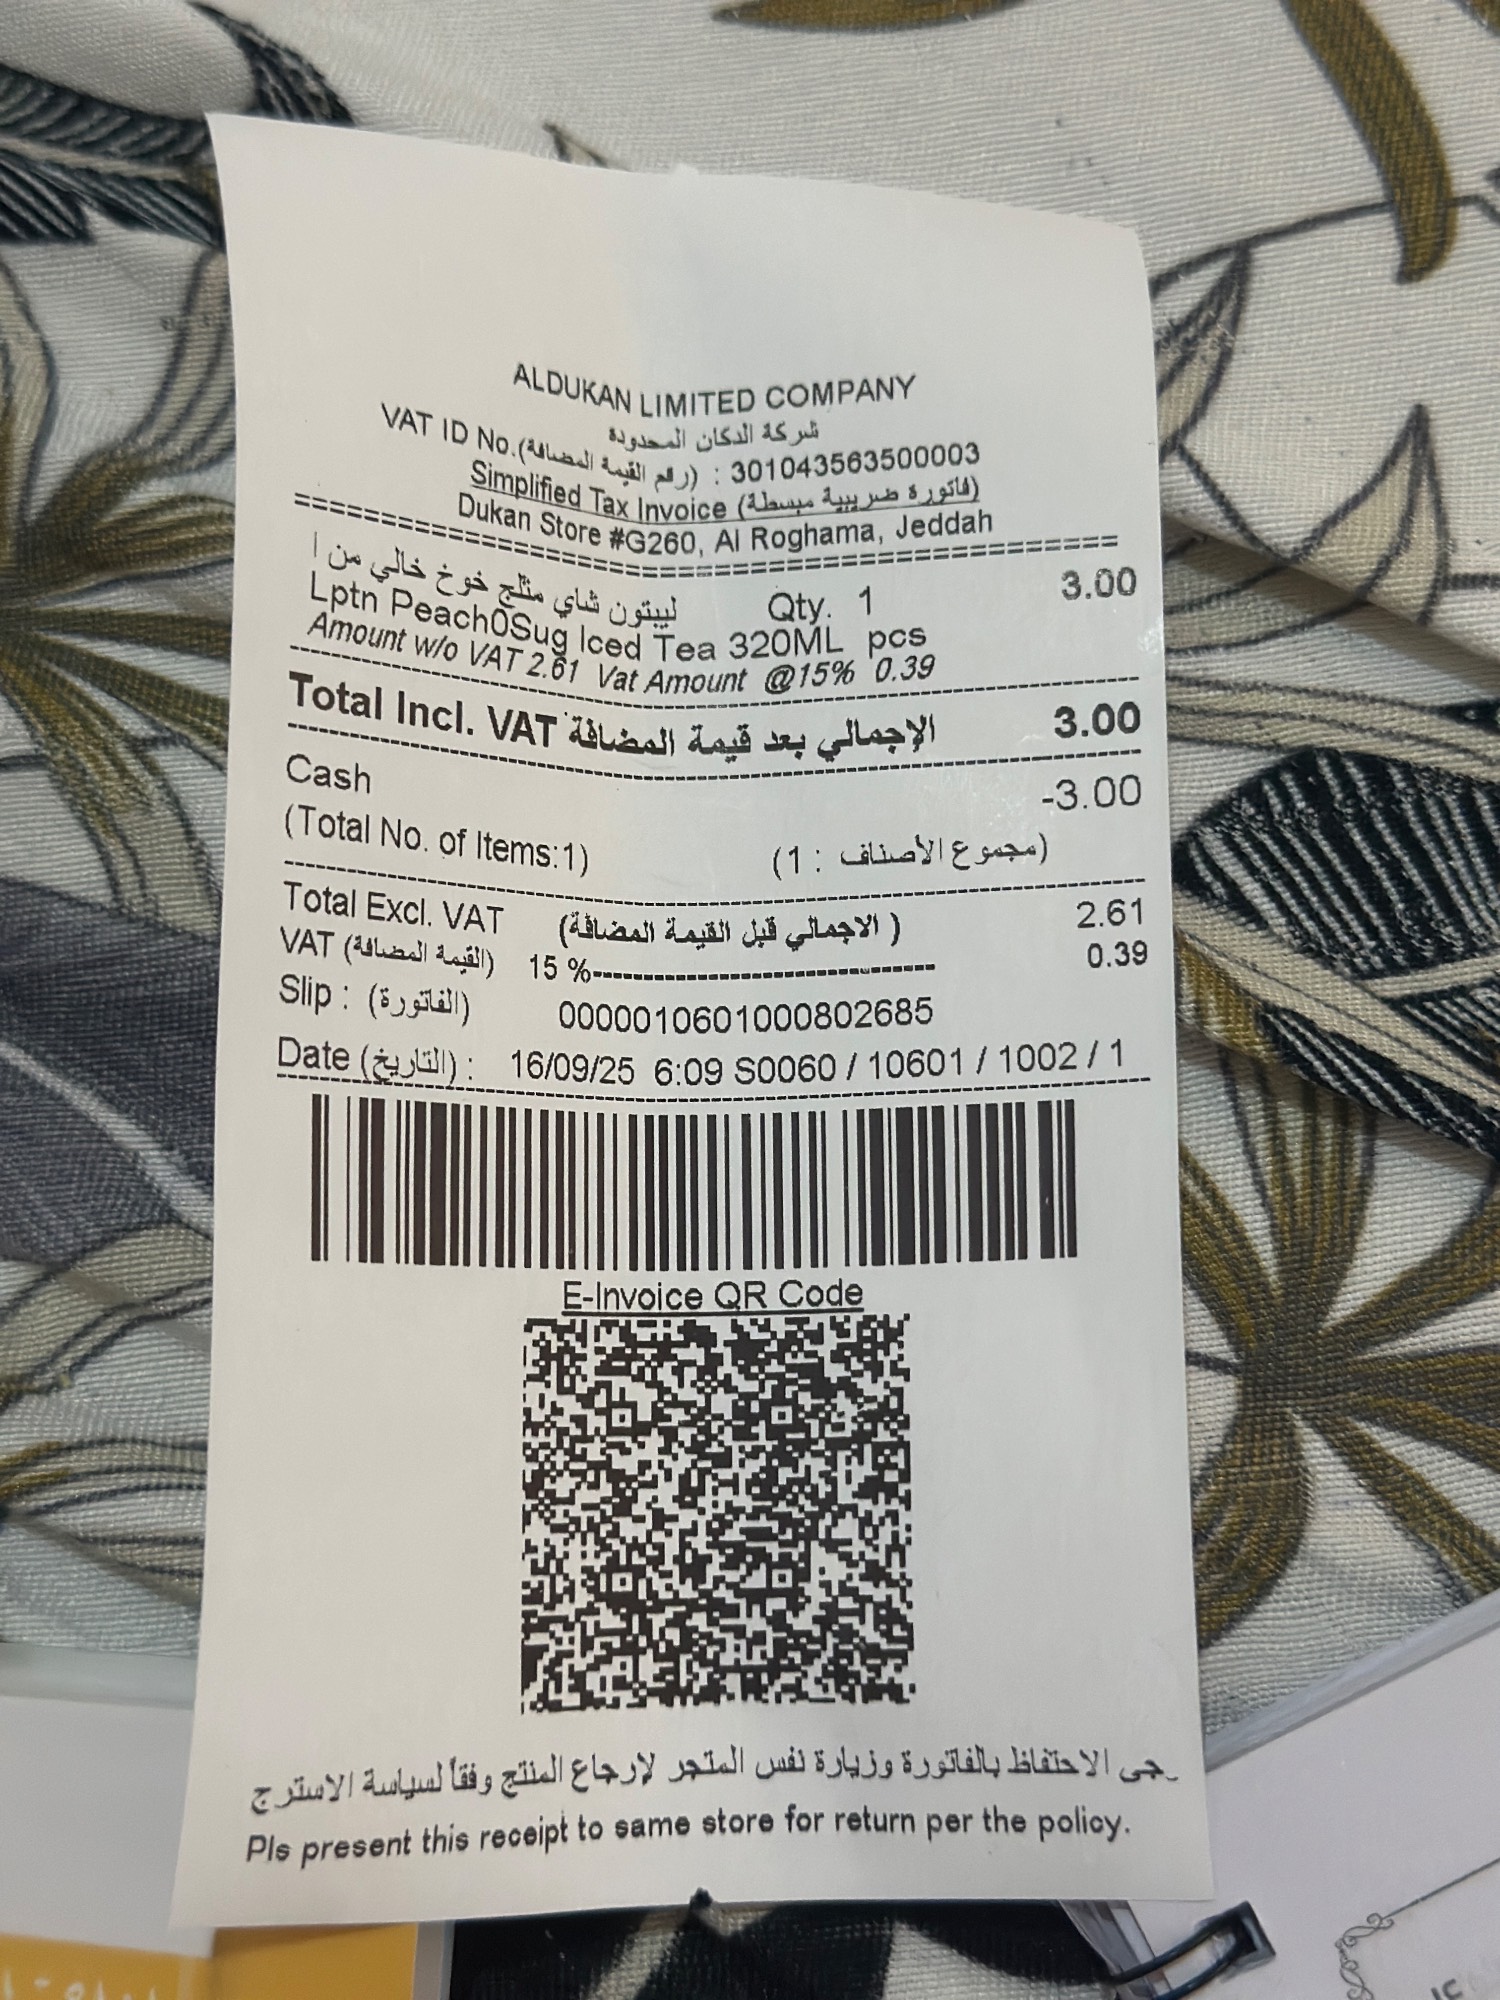 ALDUKAN LIMITED COMPANY
شركة الدكان المحدودة
VAT ID No.(رقم القيمة المضافة) : 301043563500003
Simplified Tax Invoice (فاتورة ضريبية مبسطة)
Dukan Store #G260, Al Roghama, Jeddah
ليبتون شاي مثلج خوخ خالي من ا Qty. 1 3.00
Lptn Peach0Sug Iced Tea 320ML pcs
Amount w/o VAT 2.61 Vat Amount @15% 0.39
Total Incl. VAT الإجمالي بعد قيمة المضافة 3.00
Cash -3.00
(Total No. of Items:1) (مجموع الأصناف : 1)
Total Excl. VAT (الاجمالي قبل القيمة المضافة) 2.61
VAT (القيمة المضافة) 15 % 0.39
Slip : (الفاتورة) 0000010601000802685
Date (التاريخ) : 16/09/25 6:09 S0060 / 10601 / 1002 / 1
E-Invoice QR Code
جى الاحتفاظ بالفاتورة وزيارة نفس المتجر لإرجاع المنتج وفقاً لسياسة الاسترج
Pls present this receipt to same store for return per the policy.